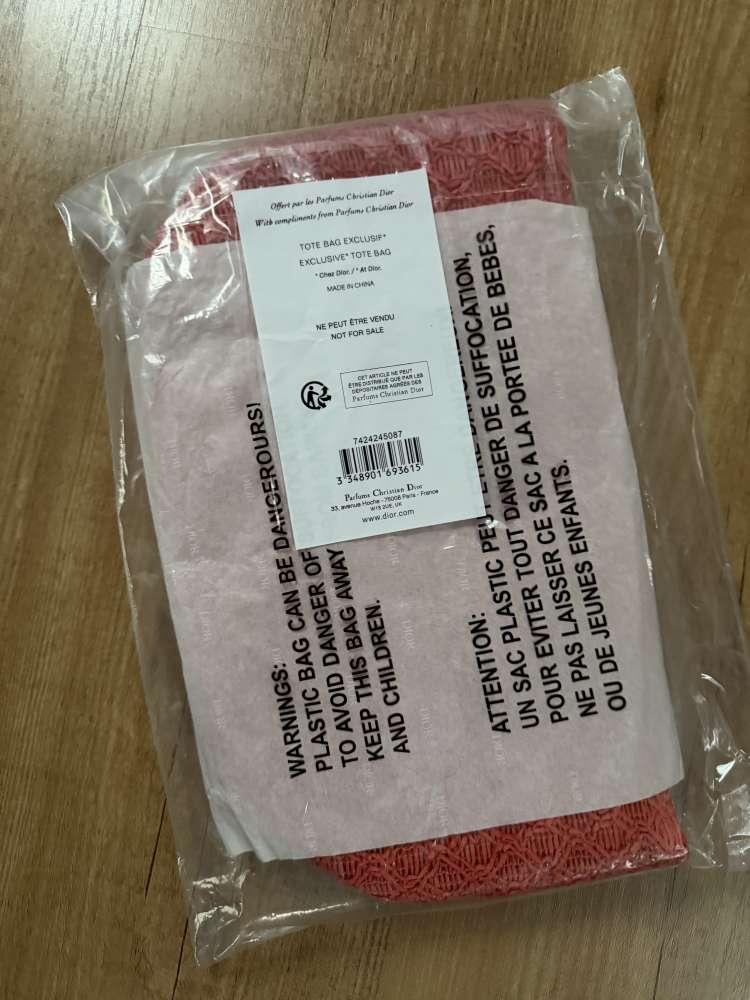 Offert par les Parfums Christian Dior
With compliments from Parfums Christian Dior
TOTE BAG EXCLUSIF*
EXCLUSIVE* TOTE BAG
* Chez Dior. / * At Dior.
MADE IN CHINA
NE PEUT ÊTRE VENDU
NOT FOR SALE
CET ARTICLE NE PEUT
ÊTRE DISTRIBUÉ QUE PAR LES
DÉPOSITAIRES AGRÉÉS DES
Parfums Christian Dior
7424245087
3 348901 693615
Parfums Christian Dior
33, avenue Hoche - 75008 Paris - France
W1S 2UE, UK
www.dior.com
WARNINGS:
PLASTIC BAG CAN BE DANGEROURS!
TO AVOID DANGER OF
KEEP THIS BAG AWAY
AND CHILDREN.
ATTENTION:
UN SAC PLASTIC
POUR EVITER TOUT DANGER DE SUFFOCATION,
NE PAS LAISSER CE SAC A LA PORTEE DE BEBES,
OU DE JEUNES ENFANTS.